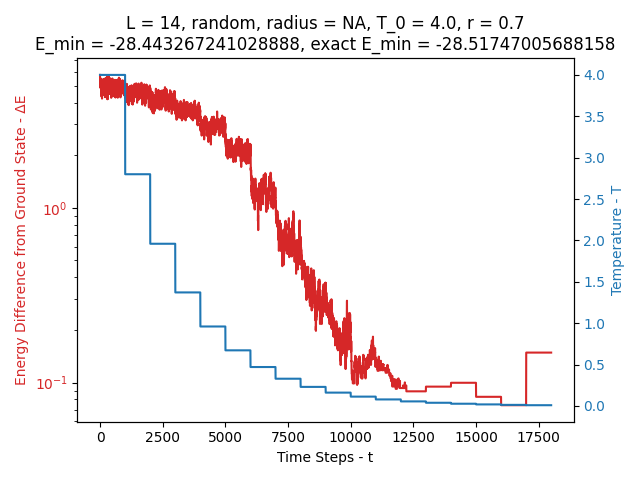 L = 14, random, radius = NA, T_0 = 4.0, r = 0.7
E_min = -28.443267241028888, exact E_min = -28.51747005688158
Energy Difference from Ground State - ΔE
10^0
10^-1
4.0
3.5
3.0
2.5
2.0
1.5
1.0
0.5
0.0
Temperature - T
0 2500 5000 7500 10000 12500 15000 17500
Time Steps - t